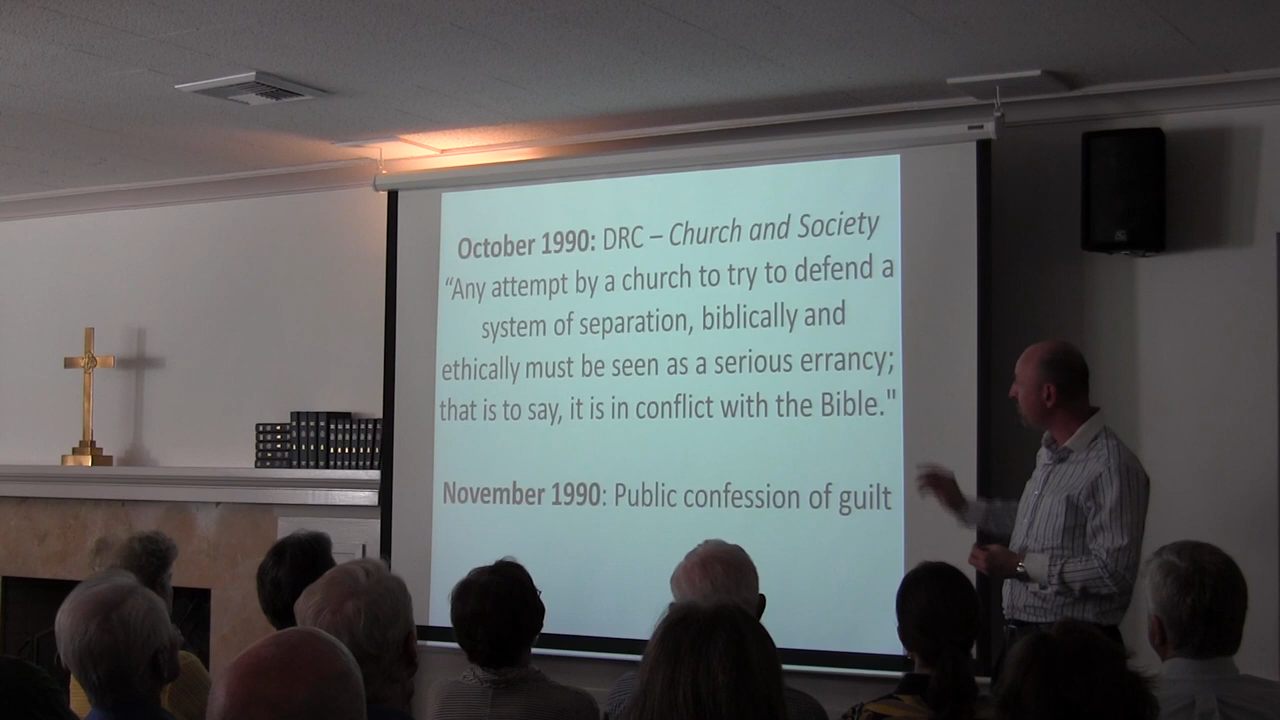 October 1990: DRC – Church and Society
“Any attempt by a church to try to defend a
system of separation, biblically and
ethically must be seen as a serious errancy;
that is to say, it is in conflict with the Bible."
November 1990: Public confession of guilt